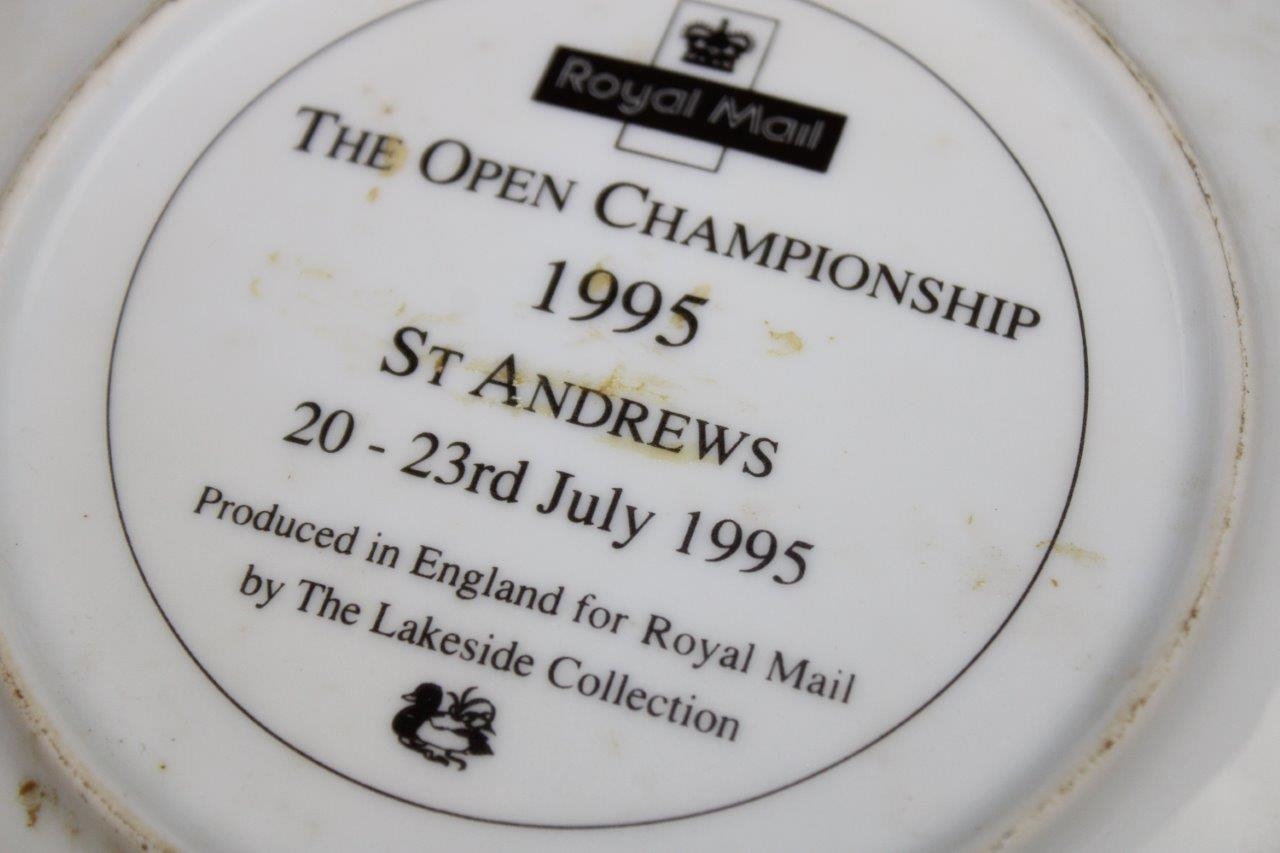 Royal Mail
THE OPEN CHAMPIONSHIP
1995
ST ANDREWS
20 - 23rd July 1995
Produced in England for Royal Mail
by The Lakeside Collection